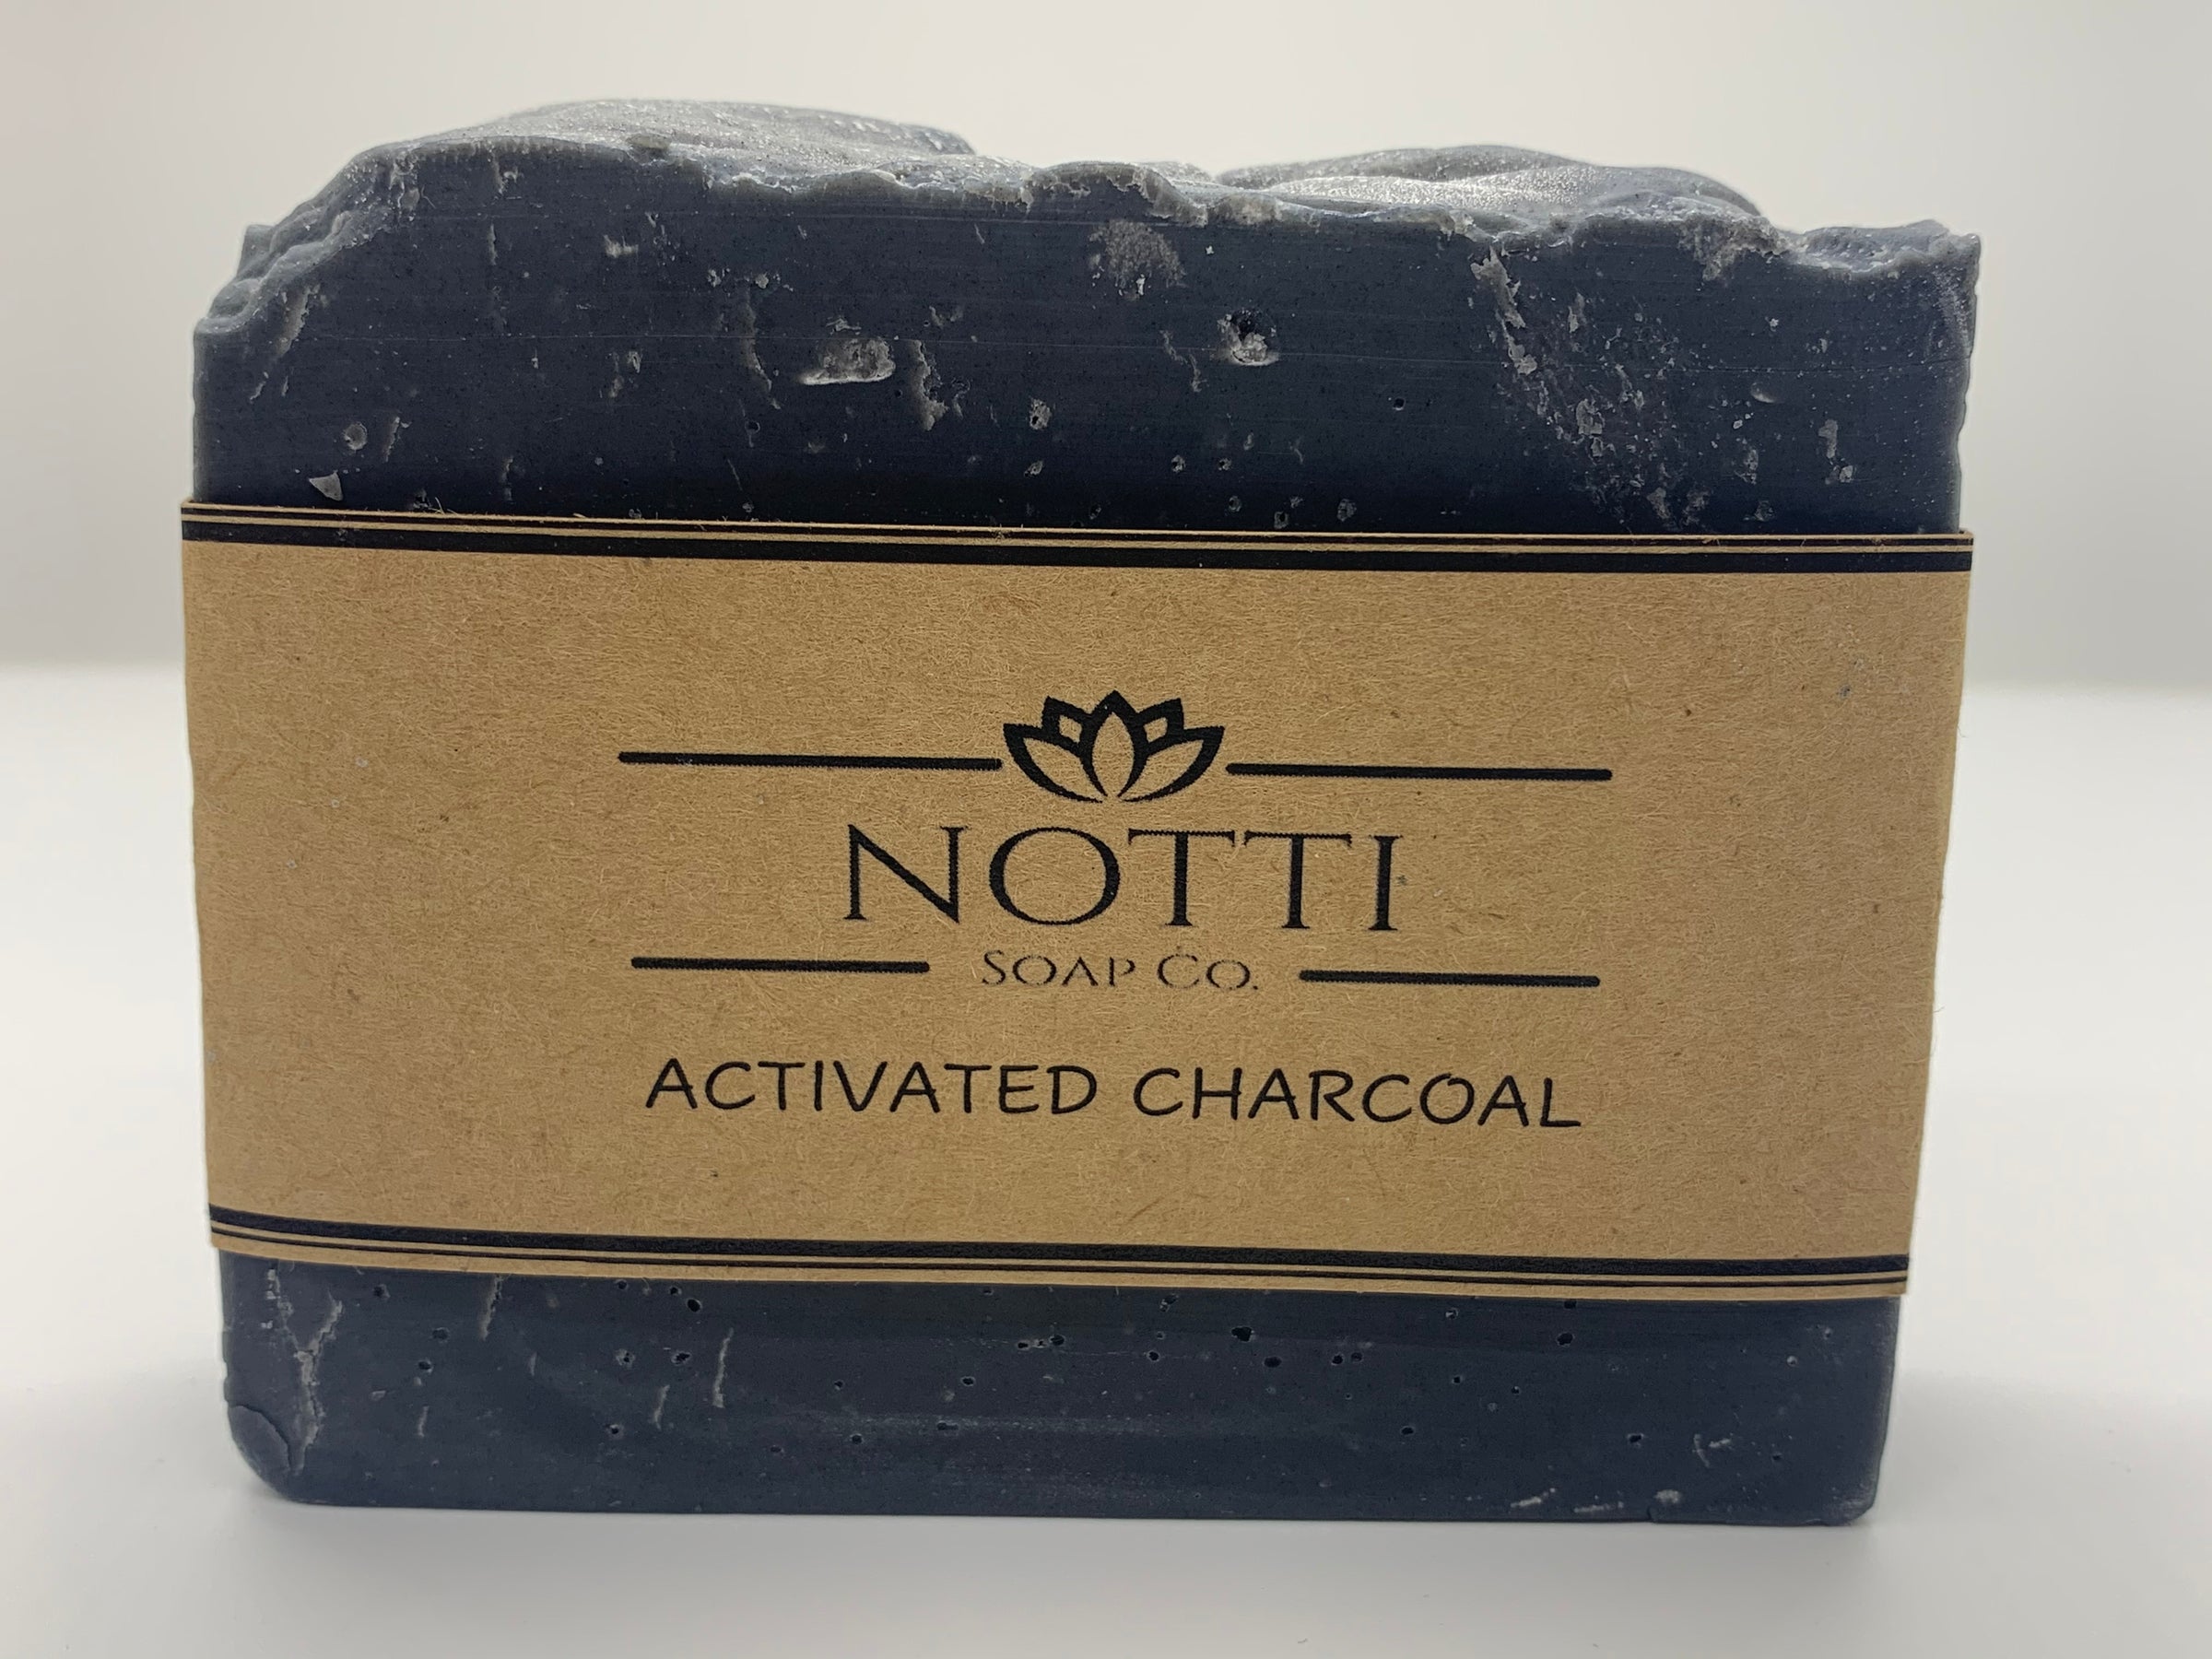 NOTTI
SOAP CO.
ACTIVATED CHARCOAL